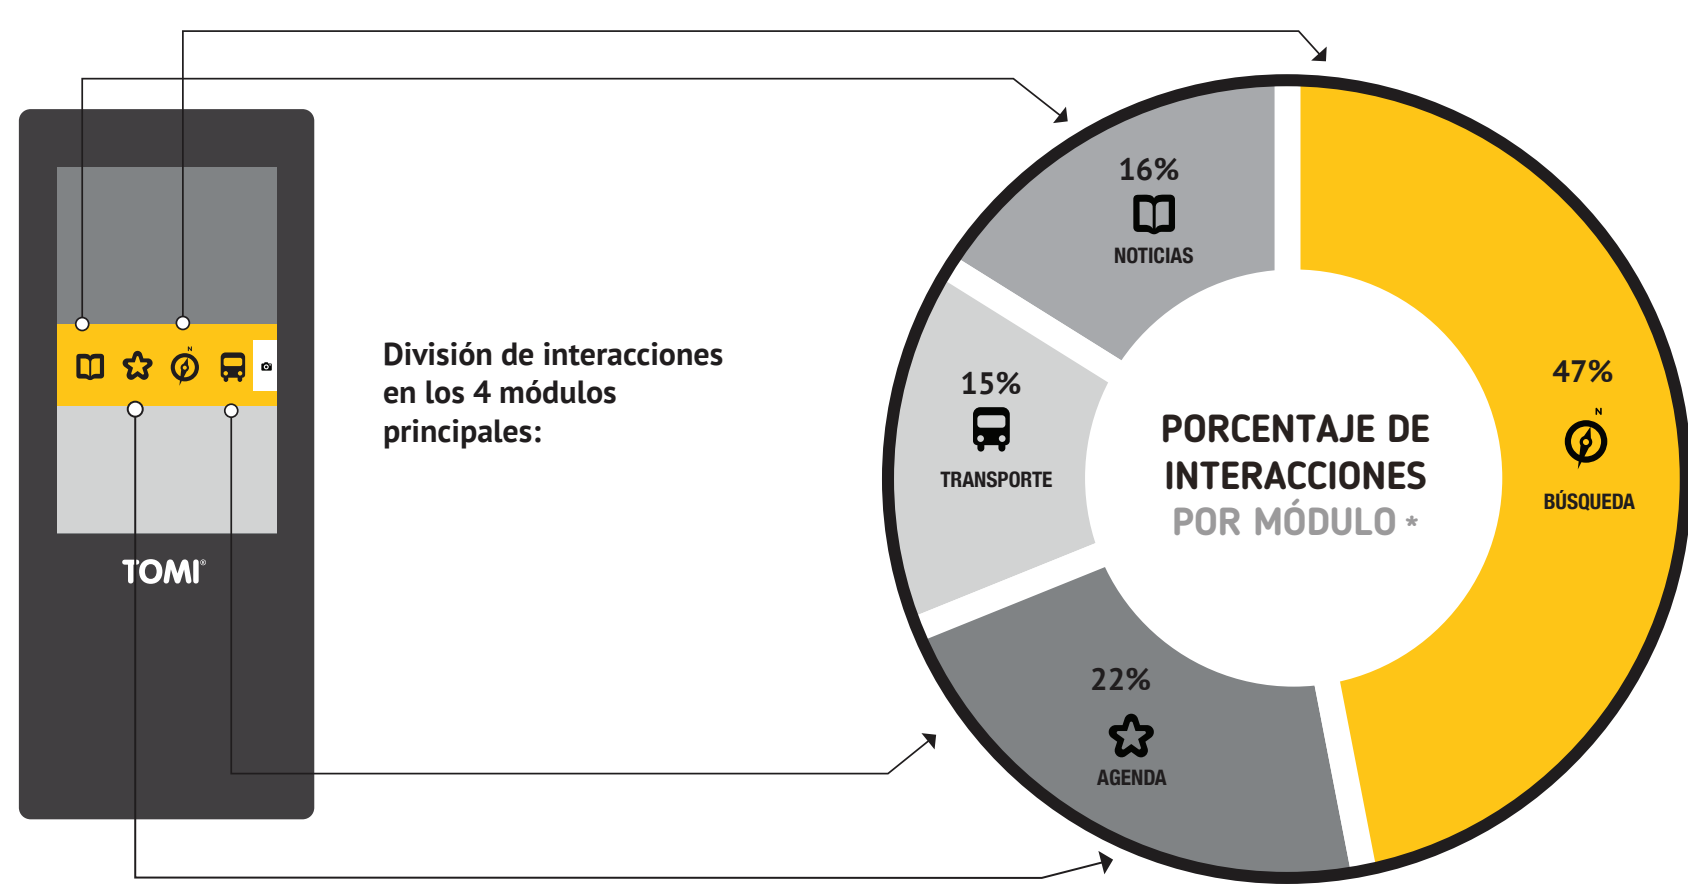 N
TOMI®
División de interacciones
en los 4 módulos
principales:
16%
NOTICIAS
15%
TRANSPORTE
PORCENTAJE DE
INTERACCIONES
POR MÓDULO *
47%
N
BÚSQUEDA
22%
AGENDA